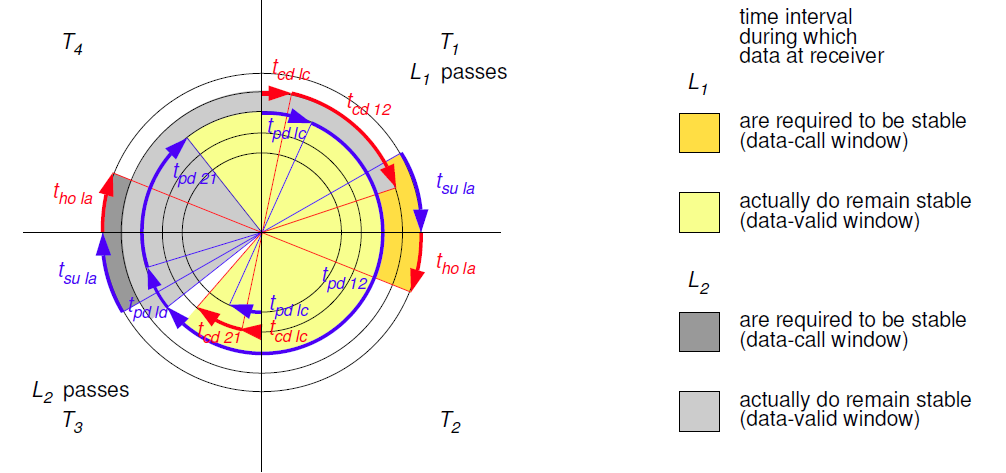 T4
T1
L1 passes
tcd lc
tcd 12
tpd lc
tpd 21
tho la
tsu la
tsu la
tho la
tpd 12
tpd la
tpd lc
tcd 21
tcd lc
L2 passes
T3
T2
time interval
during which
data at receiver
L1
are required to be stable
(data-call window)
actually do remain stable
(data-valid window)
L2
are required to be stable
(data-call window)
actually do remain stable
(data-valid window)